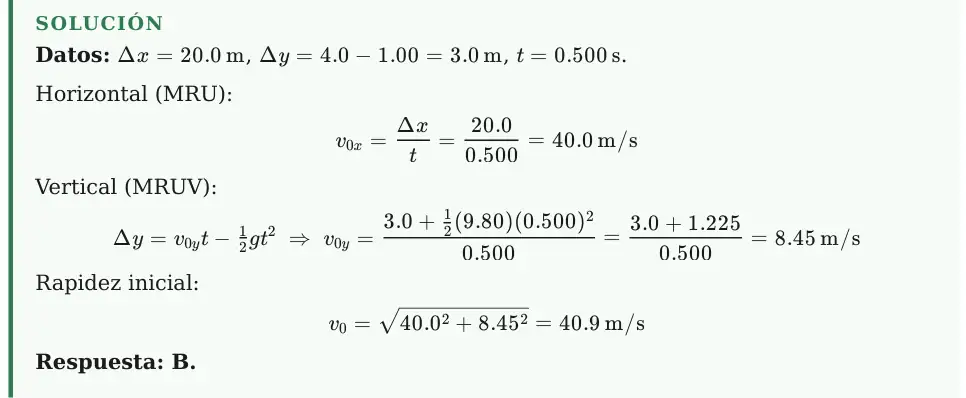 SOLUCIÓN
Datos: Δx = 20.0 m, Δy = 4.0 − 1.00 = 3.0 m, t = 0.500 s.
Horizontal (MRU):
v₀ₓ = Δx/t = 20.0/0.500 = 40.0 m/s
Vertical (MRUV):
Δy = v₀ᵧt − ½gt² ⇒ v₀ᵧ = (3.0 + ½(9.80)(0.500)²)/0.500 = (3.0 + 1.225)/0.500 = 8.45 m/s
Rapidez inicial:
v₀ = √(40.0² + 8.45²) = 40.9 m/s
Respuesta: B.